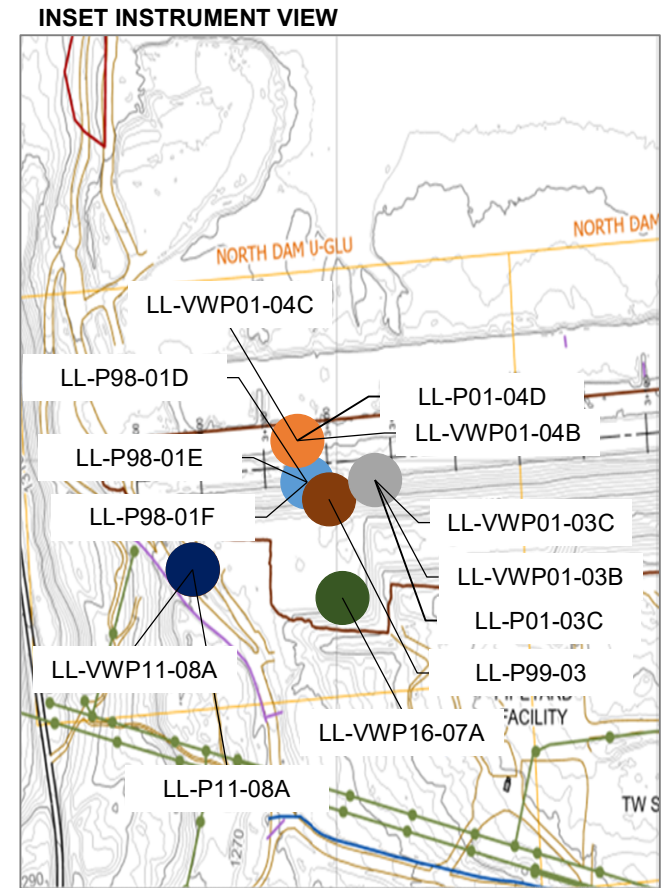 INSET INSTRUMENT VIEW
NORTH DAM U-GLU
NORTH DAM
LL-VWP01-04C
LL-P98-01D
LL-P01-04D
LL-VWP01-04B
LL-P98-01E
LL-P98-01F
LL-VWP01-03C
LL-VWP01-03B
LL-P01-03C
LL-VWP11-08A
LL-P99-03
FACILITY
LL-VWP16-07A
LL-P11-08A
TW S
1270
290